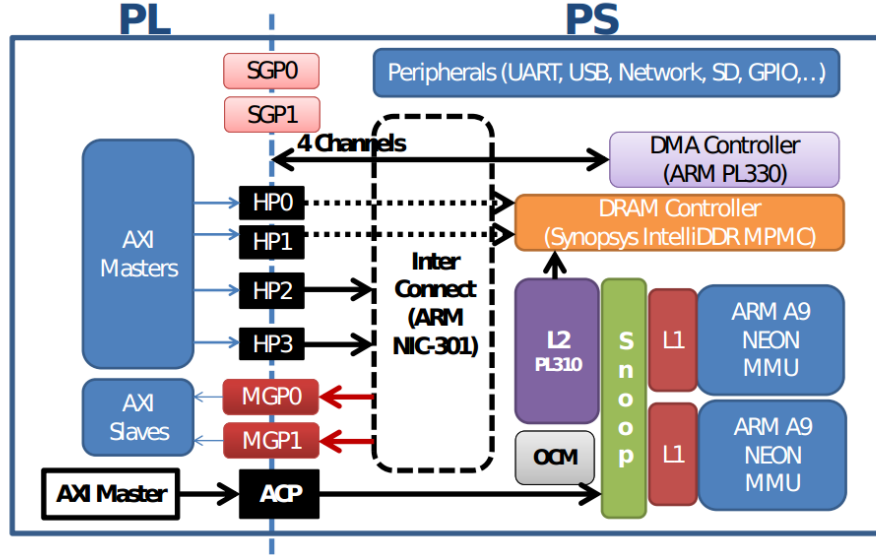 PL
PS
SGP0
SGP1
Peripherals (UART, USB, Network, SD, GPIO,...)
4 Channels
DMA Controller
(ARM PL330)
AXI
Masters
HP0
HP1
HP2
HP3
Inter
Connect
(ARM
NIC-301)
DRAM Controller
(Synopsys IntelliDDR MPMC)
L2
PL310
Snoop
L1
ARM A9
NEON
MMU
AXI
Slaves
MGP0
MGP1
OCM
L1
ARM A9
NEON
MMU
AXI Master
ACP